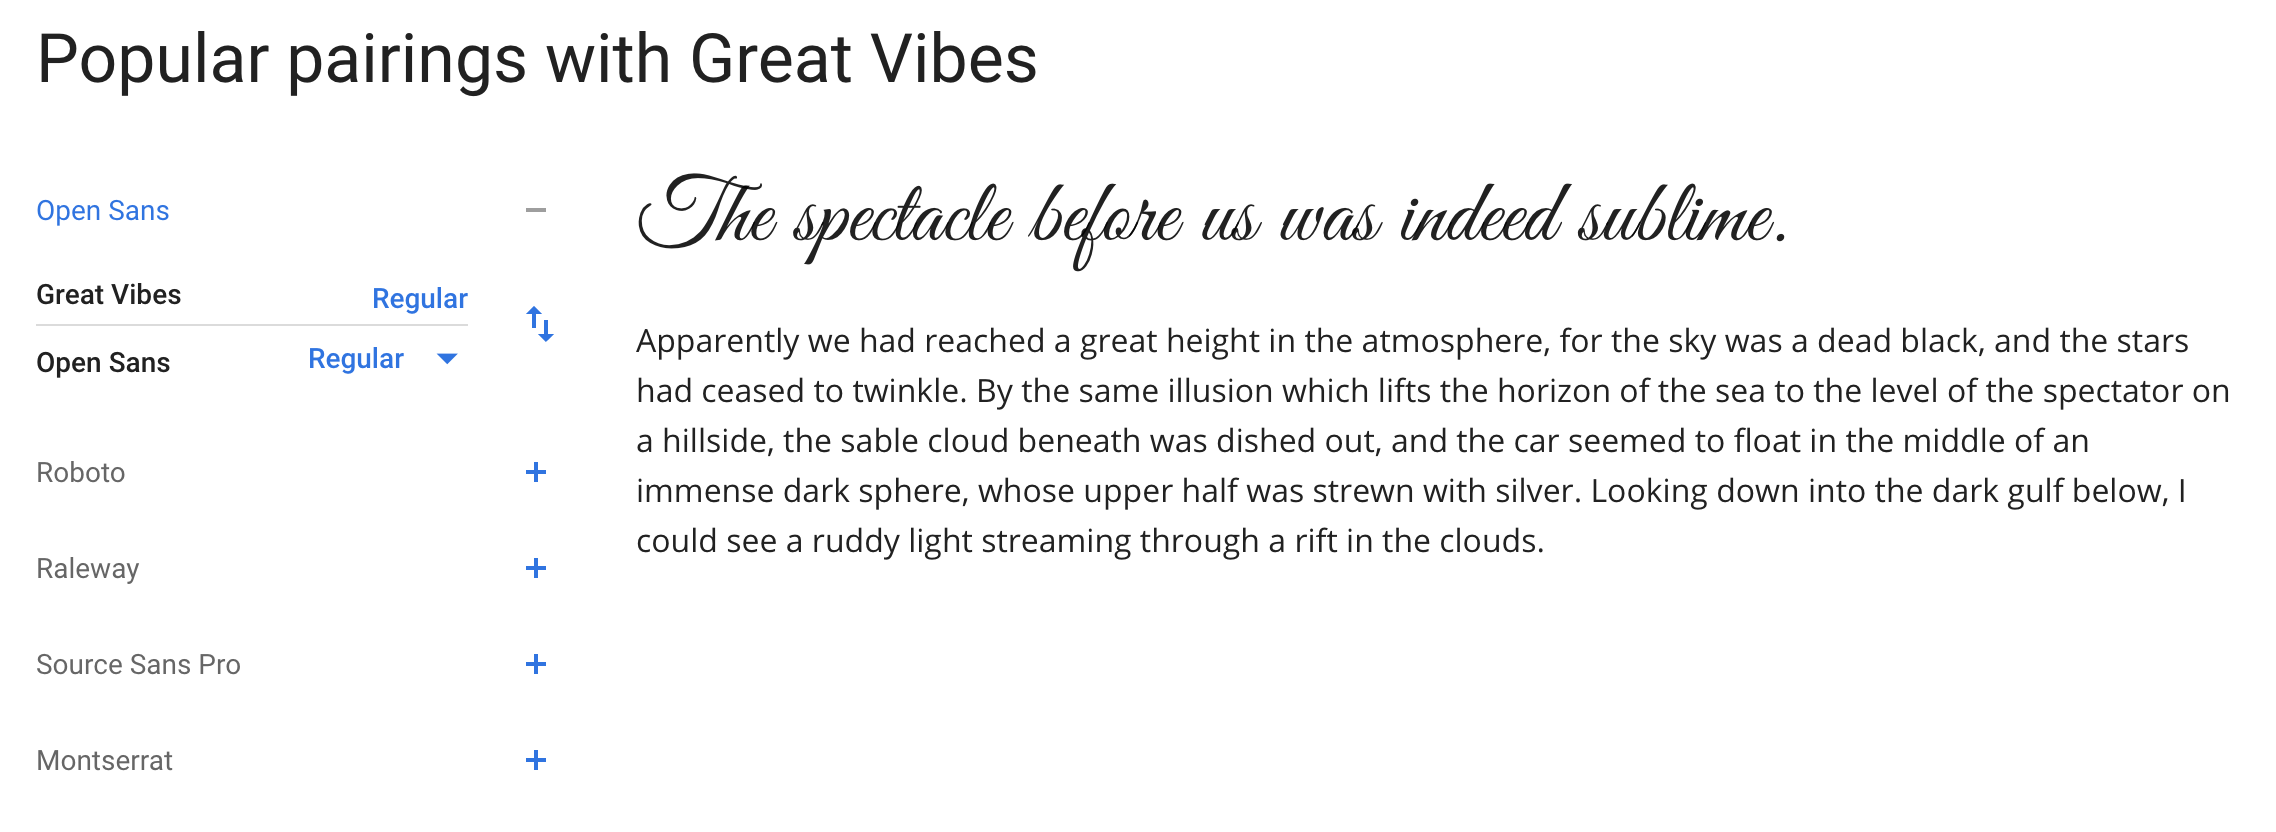 Popular pairings with Great Vibes
Open Sans
Great Vibes Regular
Open Sans Regular
Roboto
Raleway
Source Sans Pro
Montserrat
The spectacle before us was indeed sublime.
Apparently we had reached a great height in the atmosphere, for the sky was a dead black, and the stars
had ceased to twinkle. By the same illusion which lifts the horizon of the sea to the level of the spectator on
a hillside, the sable cloud beneath was dished out, and the car seemed to float in the middle of an
immense dark sphere, whose upper half was strewn with silver. Looking down into the dark gulf below, I
could see a ruddy light streaming through a rift in the clouds.